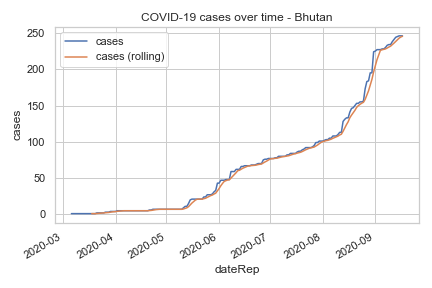 COVID-19 cases over time - Bhutan
cases
cases (rolling)
250
200
150
100
50
0
cases
2020-03
2020-04
2020-05
2020-06
2020-07
2020-08
2020-09
dateRep